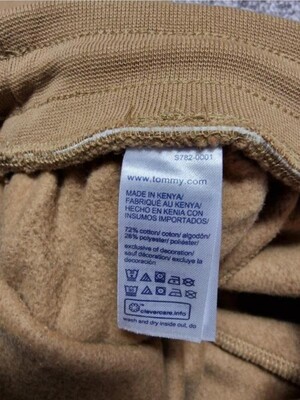 S782-0001
www.tommy.com
MADE IN KENYA/
FABRIQUÉ AU KENYA/
HECHO EN KENIA CON
INSUMOS IMPORTADOS/
72% cotton/ coton/ algodón/
28% polyester/ poliéster/
exclusive of decoration/
sauf décoration/ excluye la
decoración
clevercare.info
wash and dry inside out, do